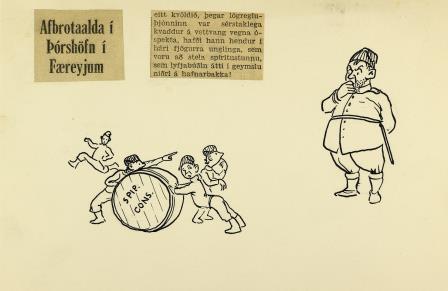 Afbrotaalda í
Þórshöfn í
Færeyjum
eitt kvöldið, þegar lögreglu-
þjónninn var sérstaklega
kvaddur á vettvang vegna ó-
spekta, hafði hann hendur í
hári fjögurra unglinga, sem
voru að stela spíritustunnu,
sem lyfjabúðin átti í geymslu
niðri á hafnarbakka!
SPIR.
CONS.